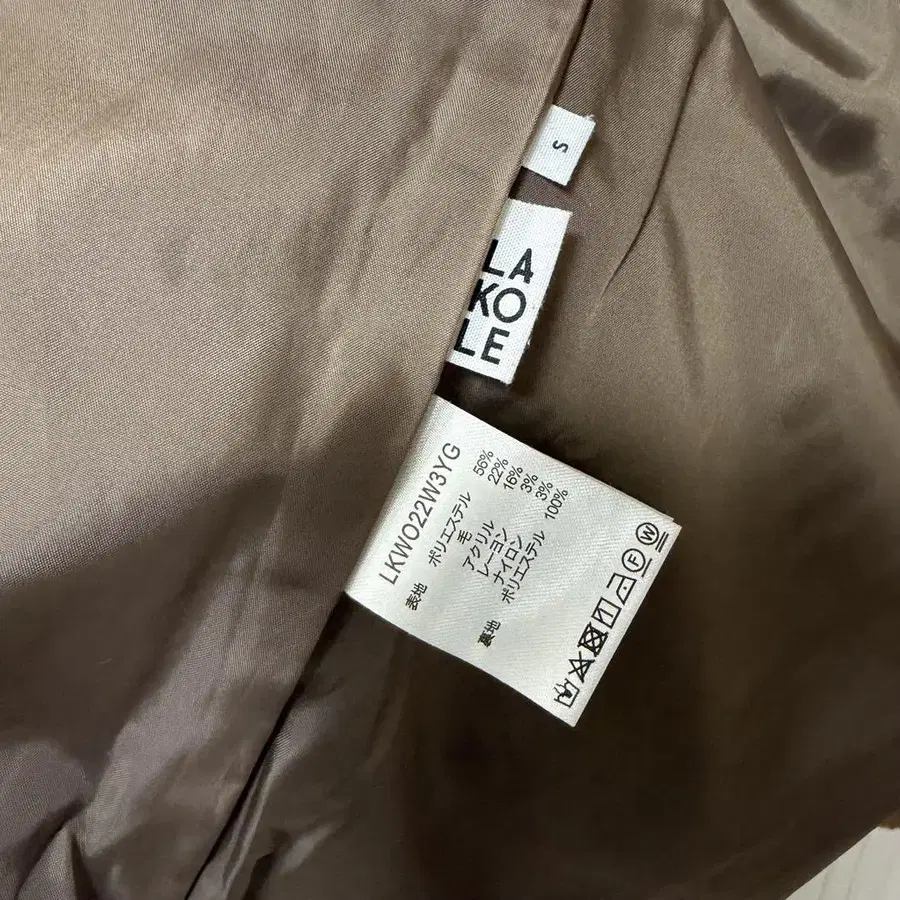 S
LA
KO
LE
LKWO22W3YG
表地 ポリエステル 56%
毛 22%
アクリル 16%
レーヨン 3%
ナイロン 3%
裏地 ポリエステル 100%
F
W